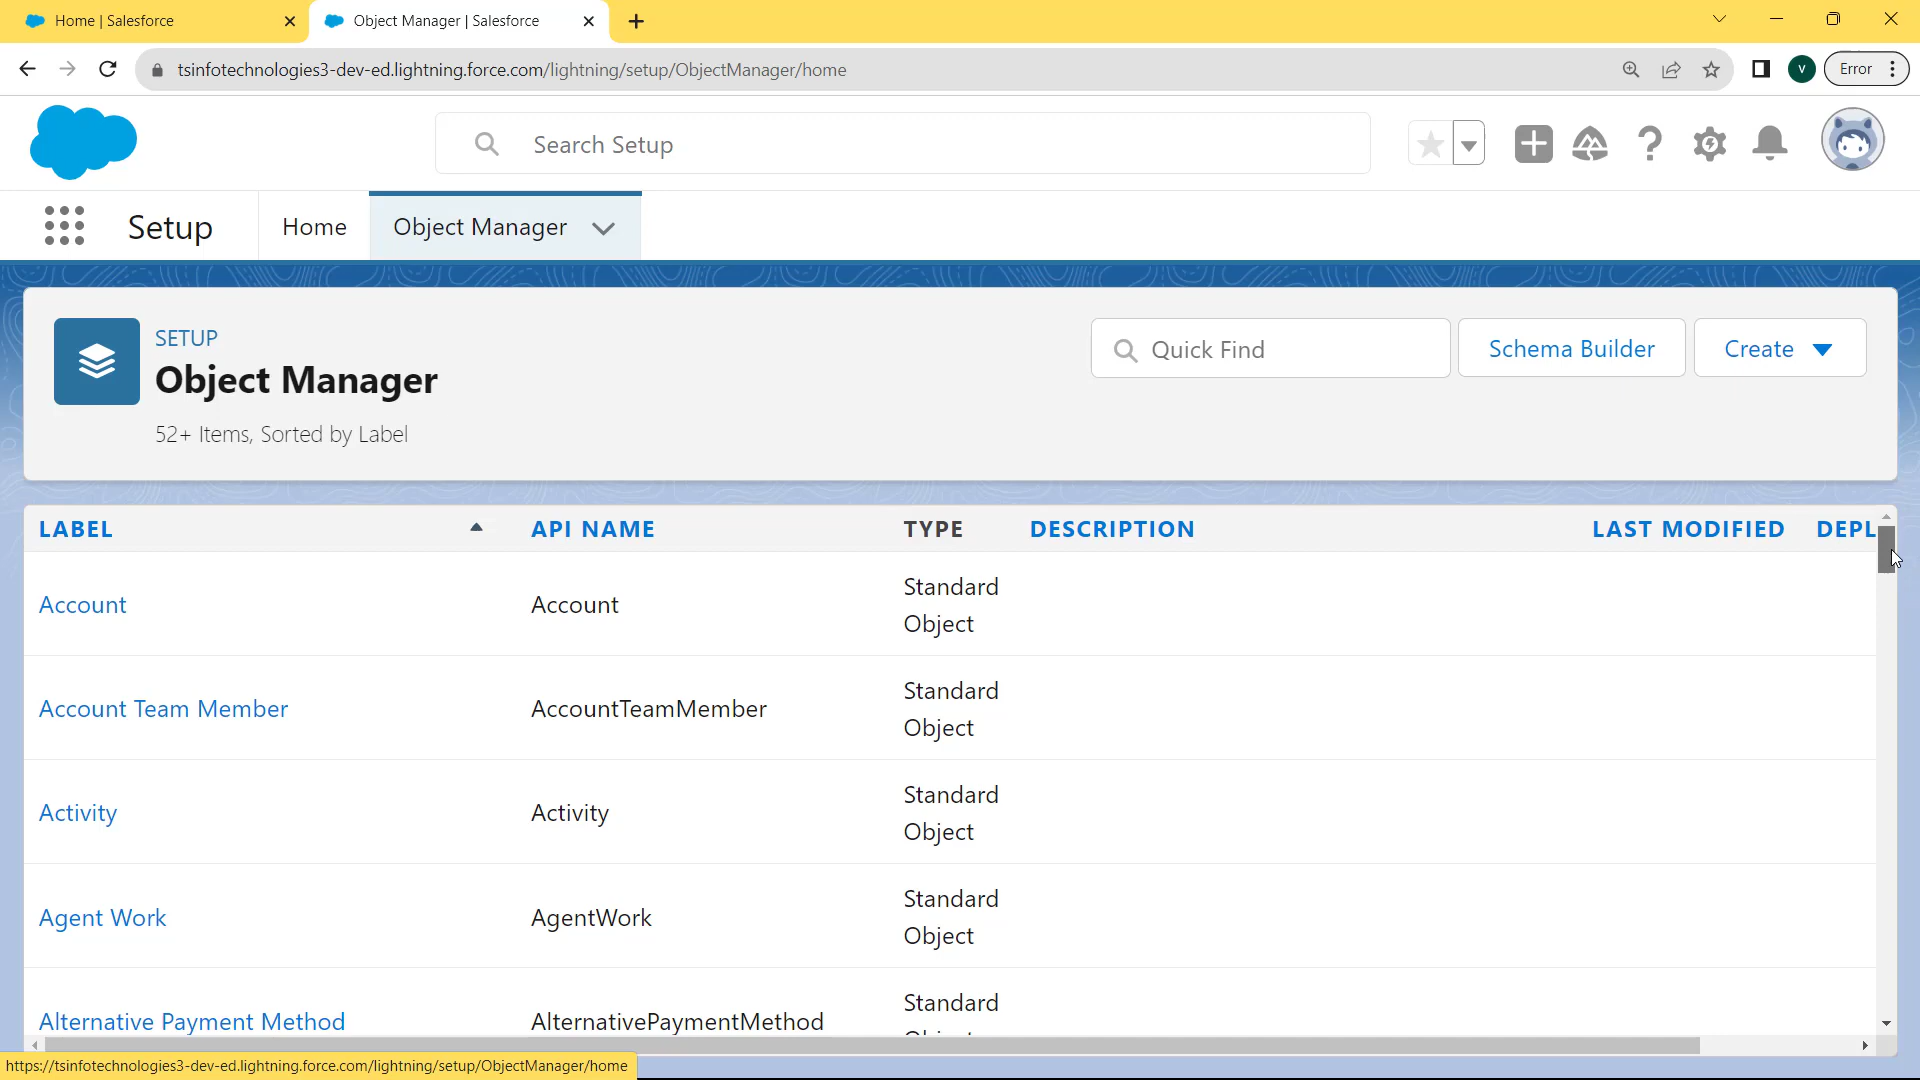 Home | Salesforce
Object Manager | Salesforce
tsinfotechnologies3-dev-ed.lightning.force.com/lightning/setup/ObjectManager/home
V
Error
Search Setup
Setup
Home
Object Manager
SETUP
Object Manager
52+ Items, Sorted by Label
Quick Find
Schema Builder
Create
LABEL API NAME TYPE DESCRIPTION LAST MODIFIED DEPL
Account Account Standard Object
Account Team Member AccountTeamMember Standard Object
Activity Activity Standard Object
Agent Work AgentWork Standard Object
Alternative Payment Method AlternativePaymentMethod Standard
https://tsinfotechnologies3-dev-ed.lightning.force.com/lightning/setup/ObjectManager/home